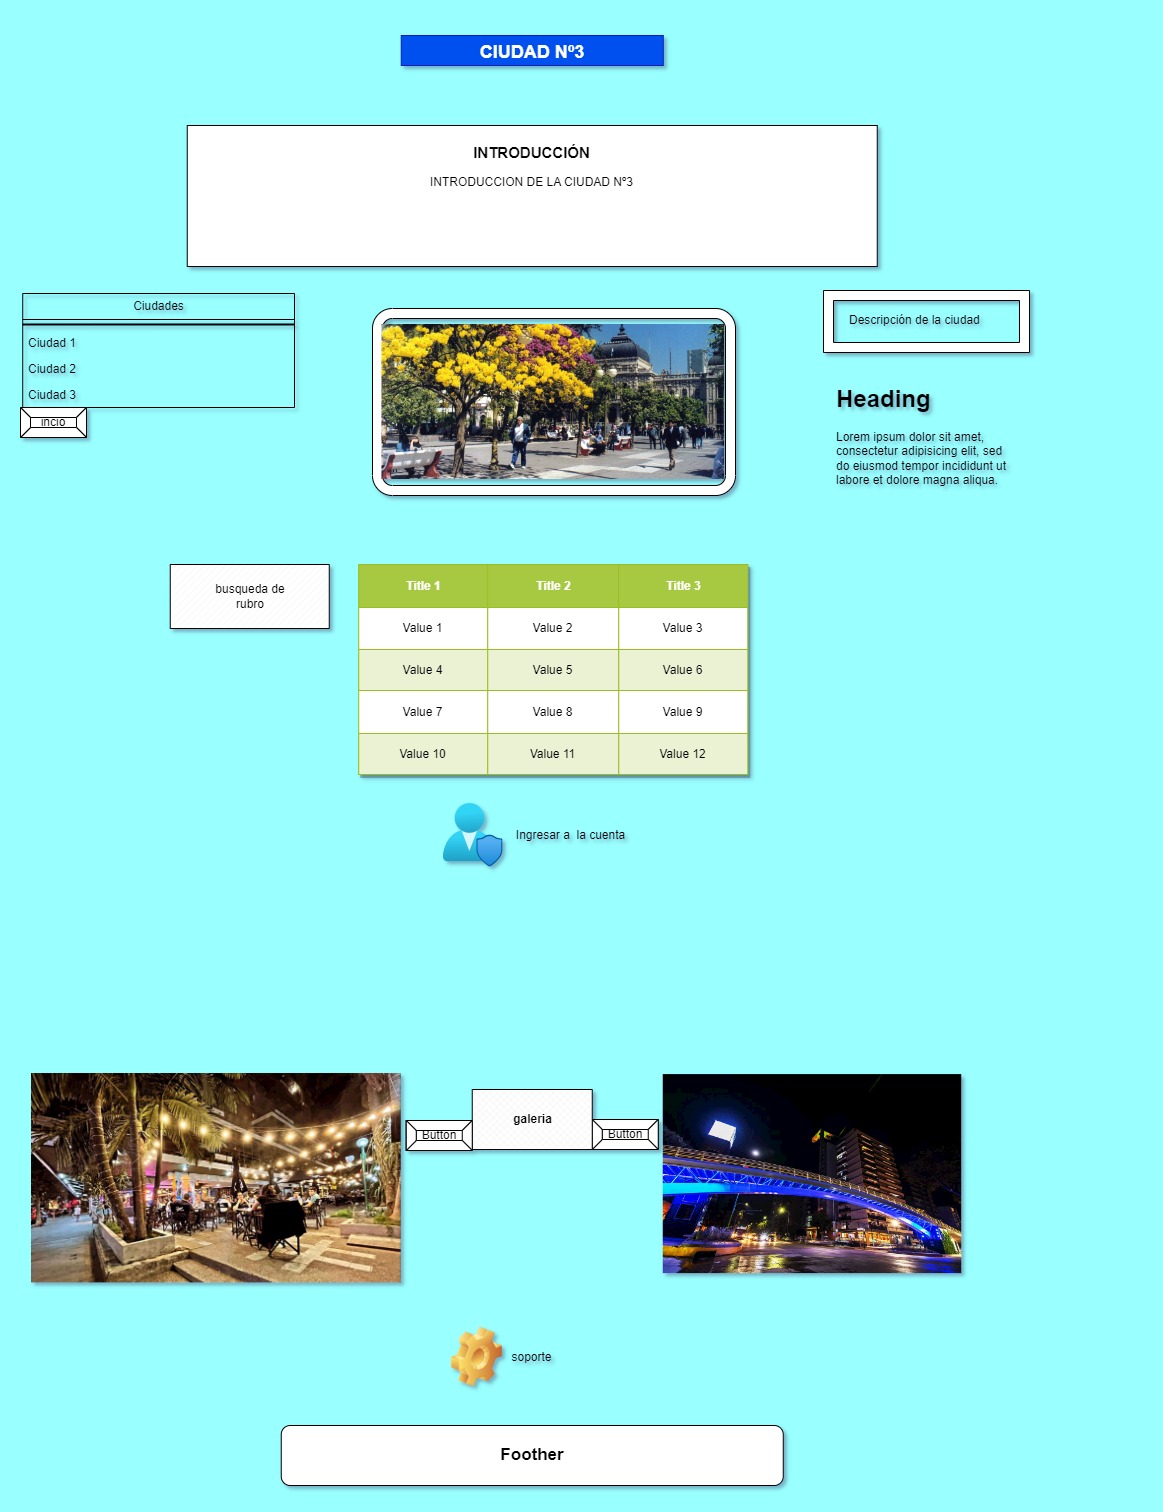 CIUDAD Nº3
INTRODUCCIÓN
INTRODUCCION DE LA CIUDAD Nº3
Ciudades
Ciudad 1
Ciudad 2
Ciudad 3
incio
Descripción de la ciudad
Heading
Lorem ipsum dolor sit amet,
consectetur adipisicing elit, sed
do eiusmod tempor incididunt ut
labore et dolore magna aliqua.
busqueda de
rubro
Title 1 Title 2 Title 3
Value 1 Value 2 Value 3
Value 4 Value 5 Value 6
Value 7 Value 8 Value 9
Value 10 Value 11 Value 12
Ingresar a  la cuenta
galeria
Button
Button
soporte
Foother